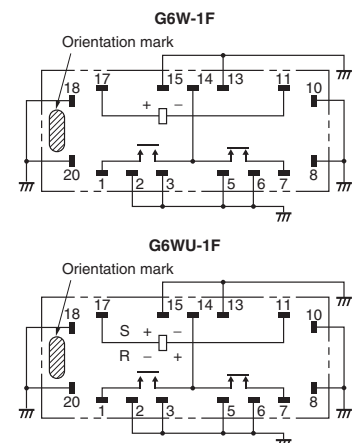 G6W-1F
Orientation mark
17 15 14 13 11
18 10
+ −
20 8
1 2 3 5 6 7
G6WU-1F
Orientation mark
17 15 14 13 11
18 10
S + −
R − +
20 8
1 2 3 5 6 7